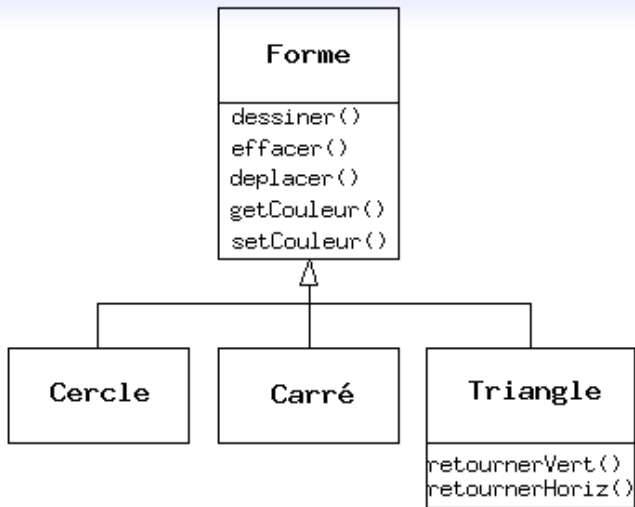 Forme
dessiner()
effacer()
deplacer()
getCouleur()
setCouleur()
Cercle
Carré
Triangle
retournerVert()
retournerHoriz()